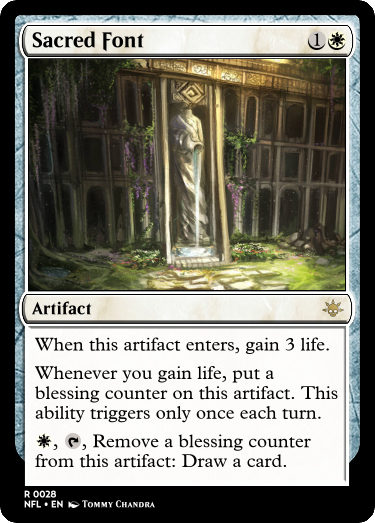 Sacred Font 1
Artifact
When this artifact enters, gain 3 life.
Whenever you gain life, put a
blessing counter on this artifact. This
ability triggers only once each turn.
, , Remove a blessing counter
from this artifact: Draw a card.
R 0028
NFL • EN Tommy Chandra